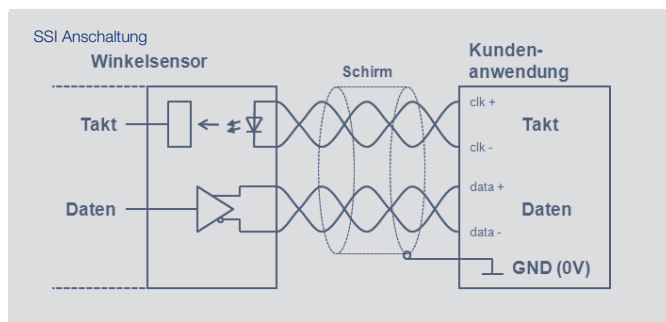 SSI Anschaltung
Winkelsensor
Schirm
Kunden-
anwendung
Takt
clk +
Takt
clk -
Daten
data +
Daten
data -
GND (0V)